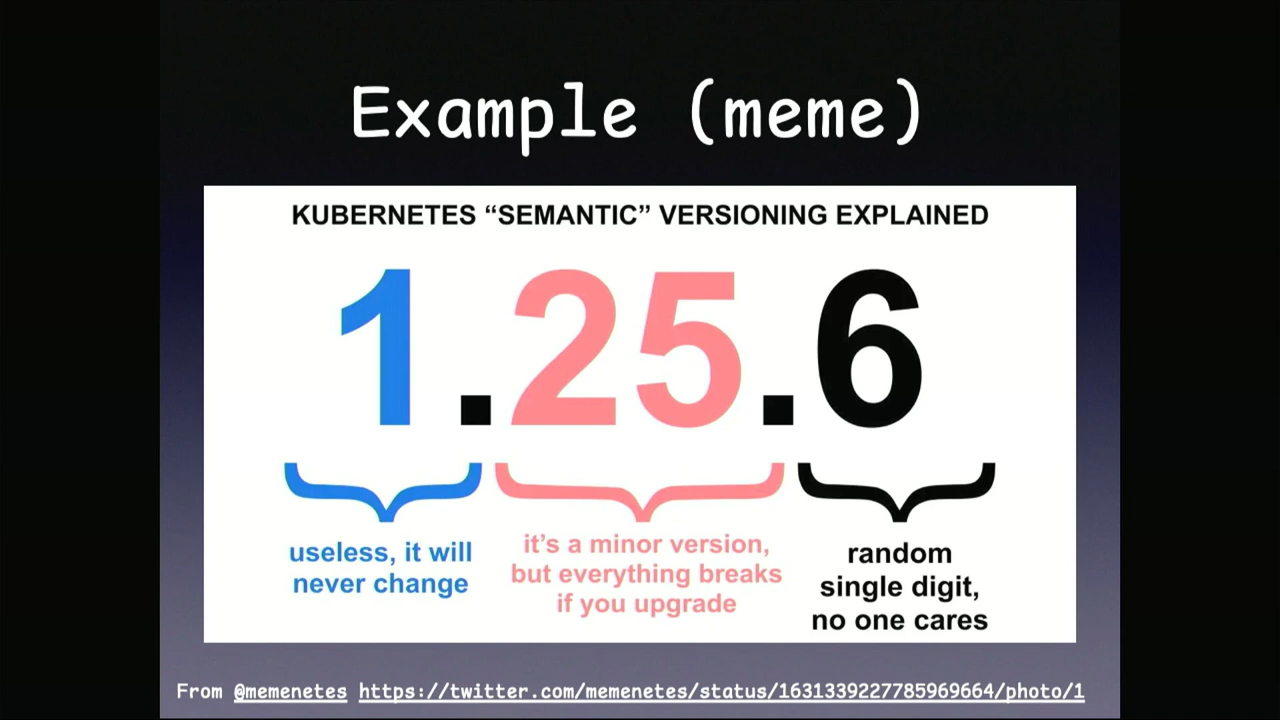 Example (meme)
KUBERNETES “SEMANTIC” VERSIONING EXPLAINED
1.25.6
useless, it will
never change
it’s a minor version,
but everything breaks
if you upgrade
random
single digit,
no one cares
From @memenetes https://twitter.com/memenetes/status/1631339227785969664/photo/1